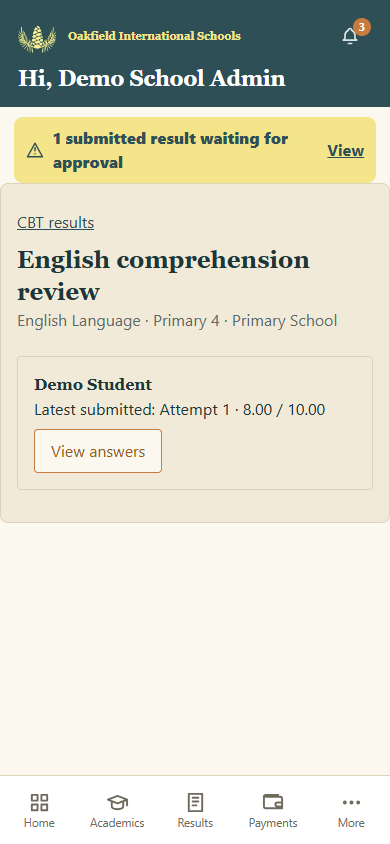 Oakfield International Schools
3
Hi, Demo School Admin
1 submitted result waiting for
approval
View
CBT results
English comprehension
review
English Language · Primary 4 · Primary School
Demo Student
Latest submitted: Attempt 1 · 8.00 / 10.00
View answers
Home
Academics
Results
Payments
More